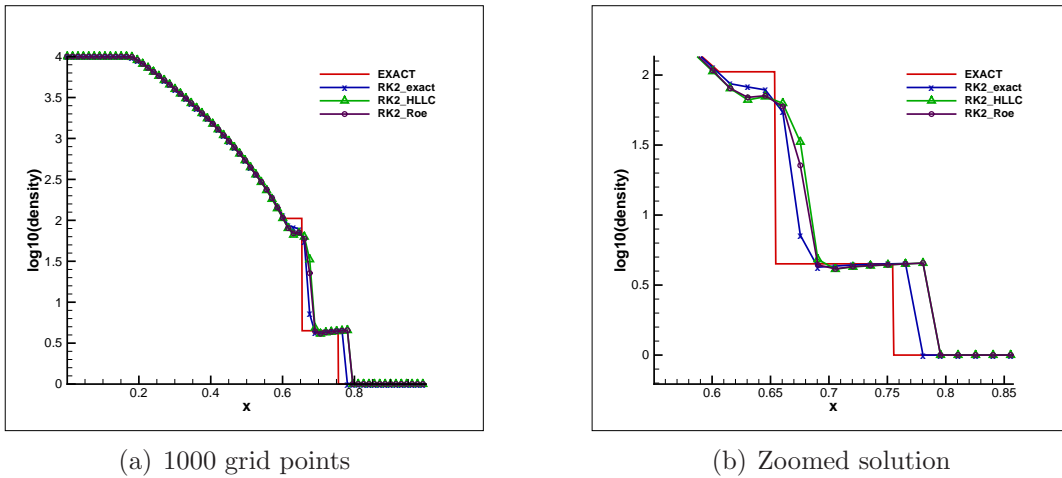 4
3.5
3
2.5
2
1.5
1
0.5
0
log10(density)
0.2 0.4 0.6 0.8
x
EXACT
RK2_exact
RK2_HLLC
RK2_Roe
(a) 1000 grid points
2
1.5
1
0.5
0
log10(density)
0.6 0.65 0.7 0.75 0.8 0.85
x
EXACT
RK2_exact
RK2_HLLC
RK2_Roe
(b) Zoomed solution